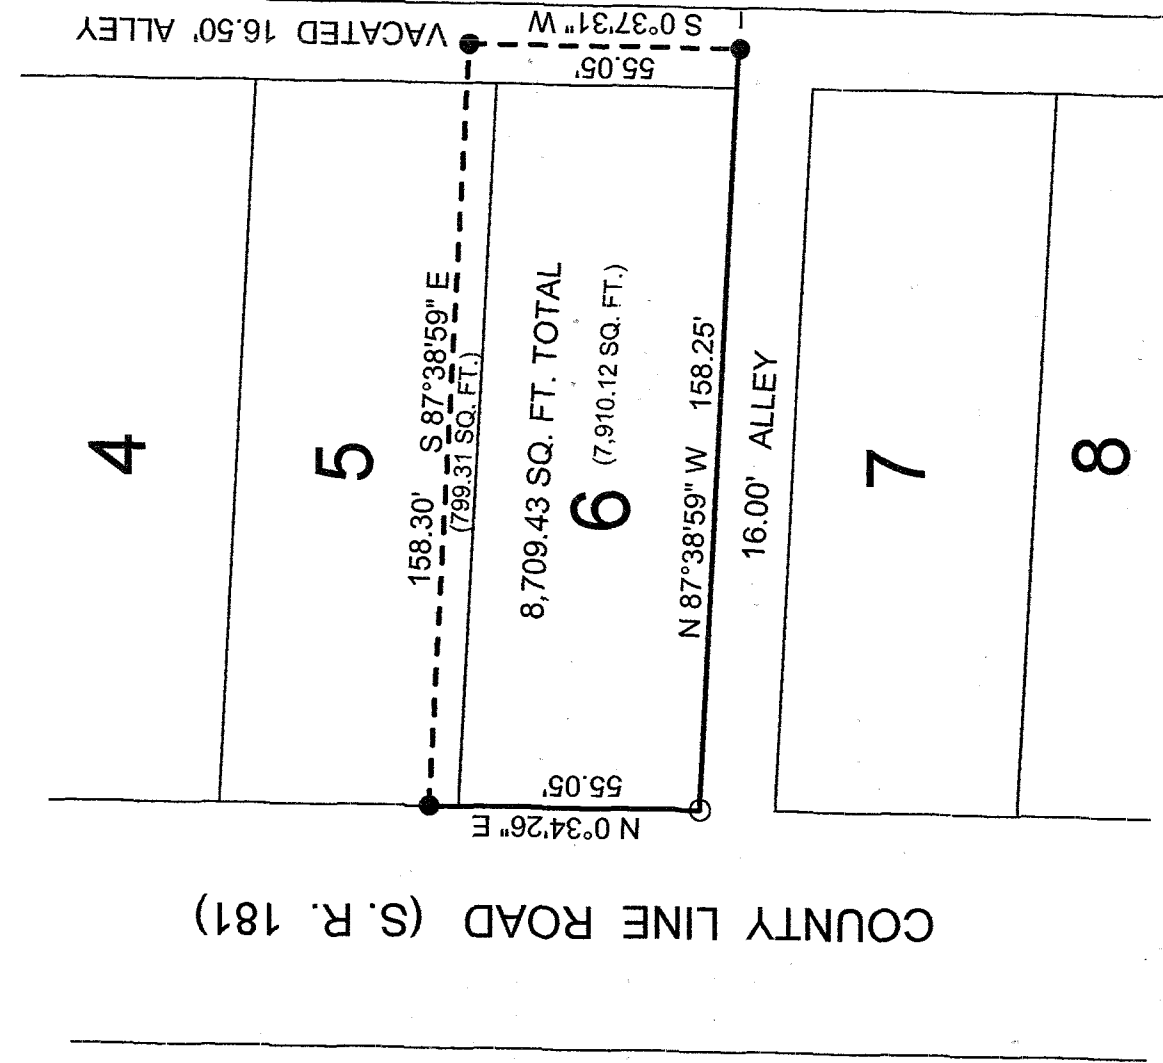 VACATED 16.50' ALLEY
S 0°37'31" W
55.05'
4
5
158.30'
S 87°38'59" E
(799.31 SQ. FT.)
8,709.43 SQ. FT. TOTAL
6
(7,910.12 SQ. FT.)
N 87°38'59" W
158.25'
16.00' ALLEY
7
8
55.05'
N 0°34'26" E
COUNTY LINE ROAD (S. R. 181)